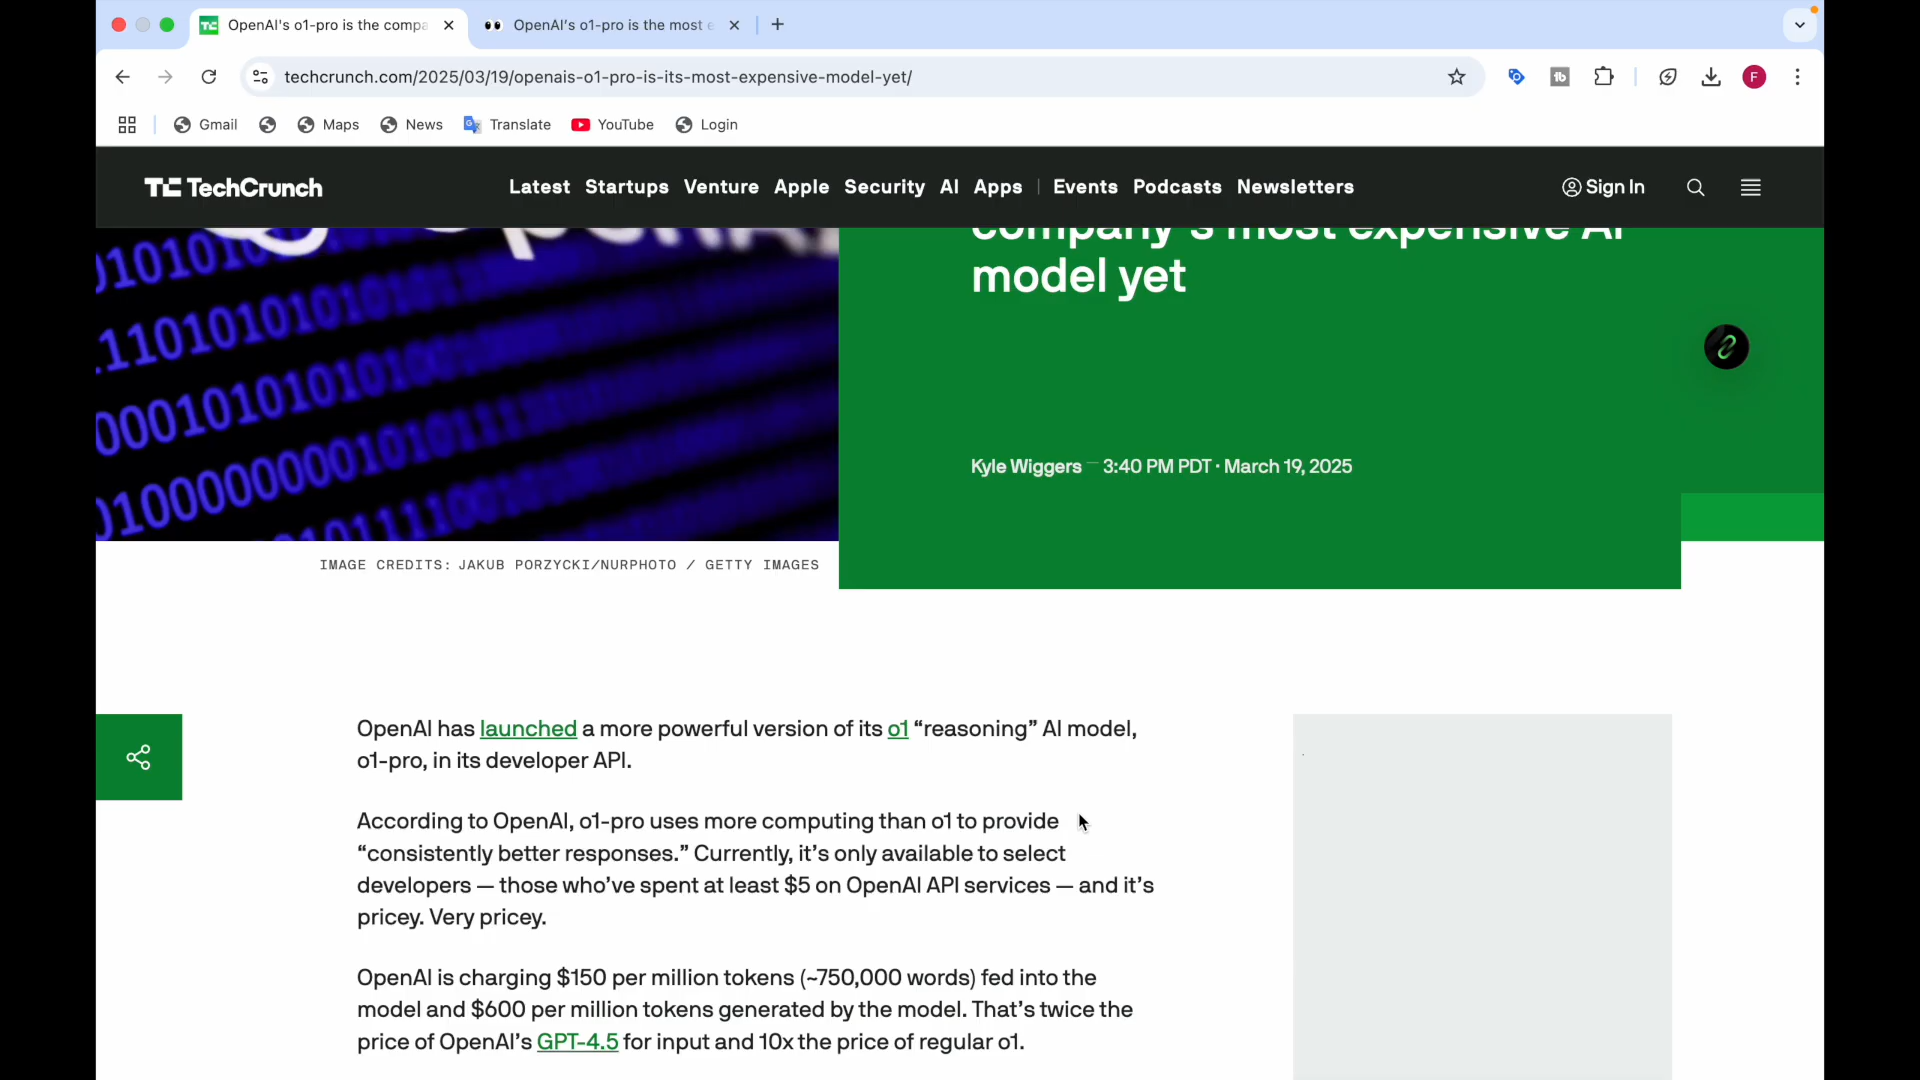 OpenAI's o1-pro is the compa
OpenAI's o1-pro is the most e
techcrunch.com/2025/03/19/openais-o1-pro-is-its-most-expensive-model-yet/
F
Gmail
Maps
News
Translate
YouTube
Login
TechCrunch
Latest Startups Venture Apple Security AI Apps Events Podcasts Newsletters
Sign In
company's most expensive AI
model yet
Kyle Wiggers — 3:40 PM PDT · March 19, 2025
IMAGE CREDITS: JAKUB PORZYCKI/NURPHOTO / GETTY IMAGES
OpenAI has launched a more powerful version of its o1 “reasoning” AI model,
o1-pro, in its developer API.
According to OpenAI, o1-pro uses more computing than o1 to provide
“consistently better responses.” Currently, it’s only available to select
developers — those who’ve spent at least $5 on OpenAI API services — and it’s
pricey. Very pricey.
OpenAI is charging $150 per million tokens (~750,000 words) fed into the
model and $600 per million tokens generated by the model. That’s twice the
price of OpenAI’s GPT-4.5 for input and 10x the price of regular o1.